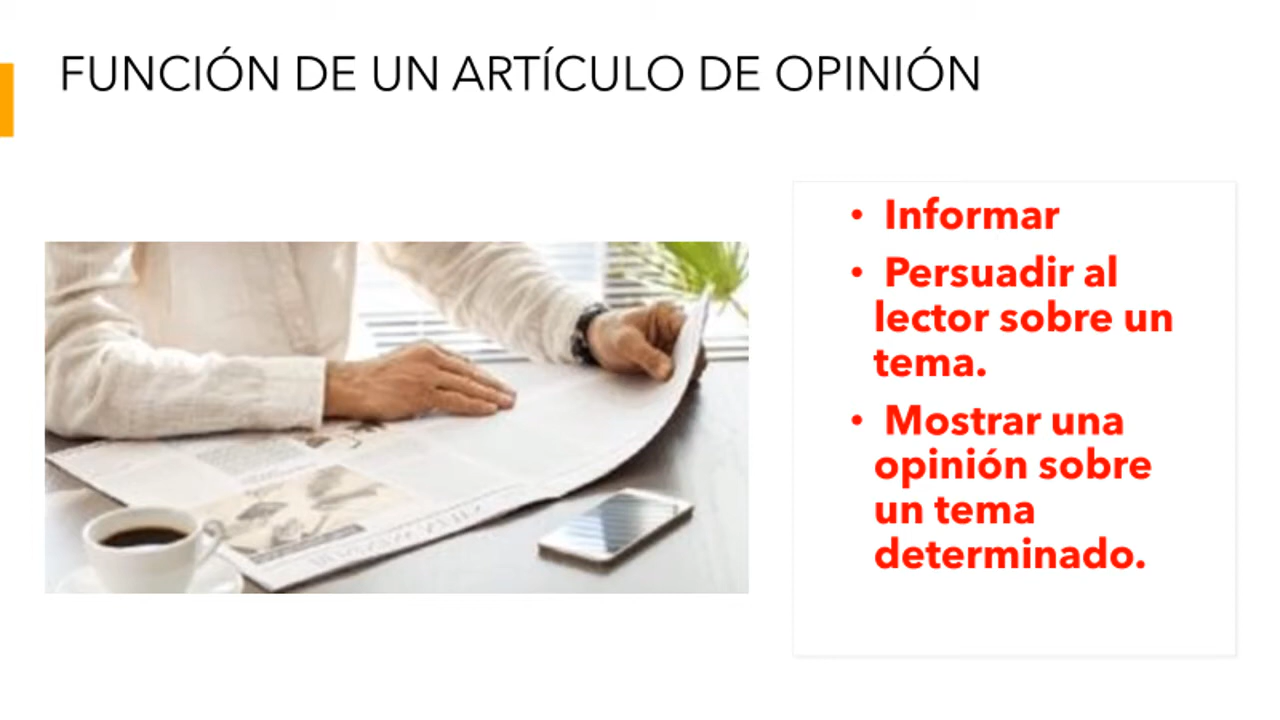 FUNCIÓN DE UN ARTÍCULO DE OPINIÓN
• Informar
• Persuadir al
lector sobre un
tema.
• Mostrar una
opinión sobre
un tema
determinado.